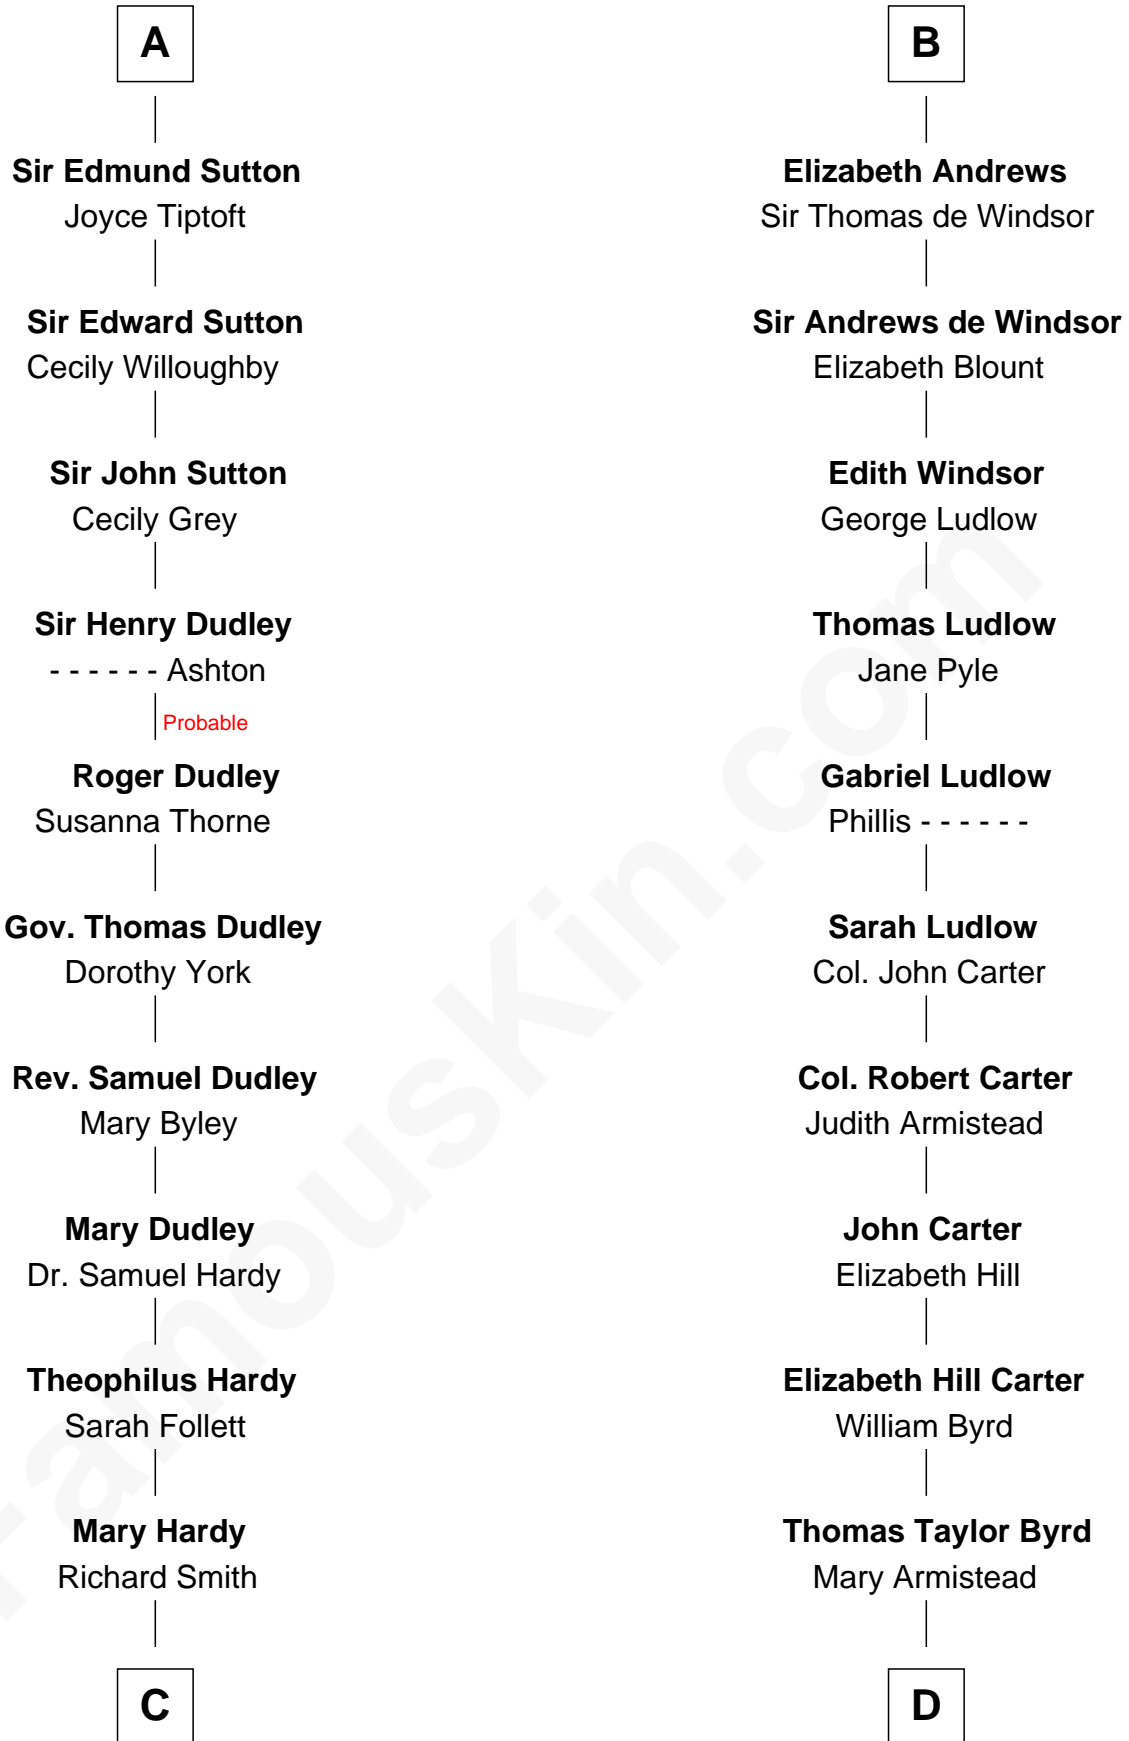 A
Sir Edmund Sutton
Joyce Tiptoft
Sir Edward Sutton
Cecily Willoughby
Sir John Sutton
Cecily Grey
Sir Henry Dudley
- - - - - - Ashton
Probable
Roger Dudley
Susanna Thorne
Gov. Thomas Dudley
Dorothy York
Rev. Samuel Dudley
Mary Byley
Mary Dudley
Dr. Samuel Hardy
Theophilus Hardy
Sarah Follett
Mary Hardy
Richard Smith
C
B
Elizabeth Andrews
Sir Thomas de Windsor
Sir Andrews de Windsor
Elizabeth Blount
Edith Windsor
George Ludlow
Thomas Ludlow
Jane Pyle
Gabriel Ludlow
Phillis - - - - - -
Sarah Ludlow
Col. John Carter
Col. Robert Carter
Judith Armistead
John Carter
Elizabeth Hill
Elizabeth Hill Carter
William Byrd
Thomas Taylor Byrd
Mary Armistead
D
FamousKin.com